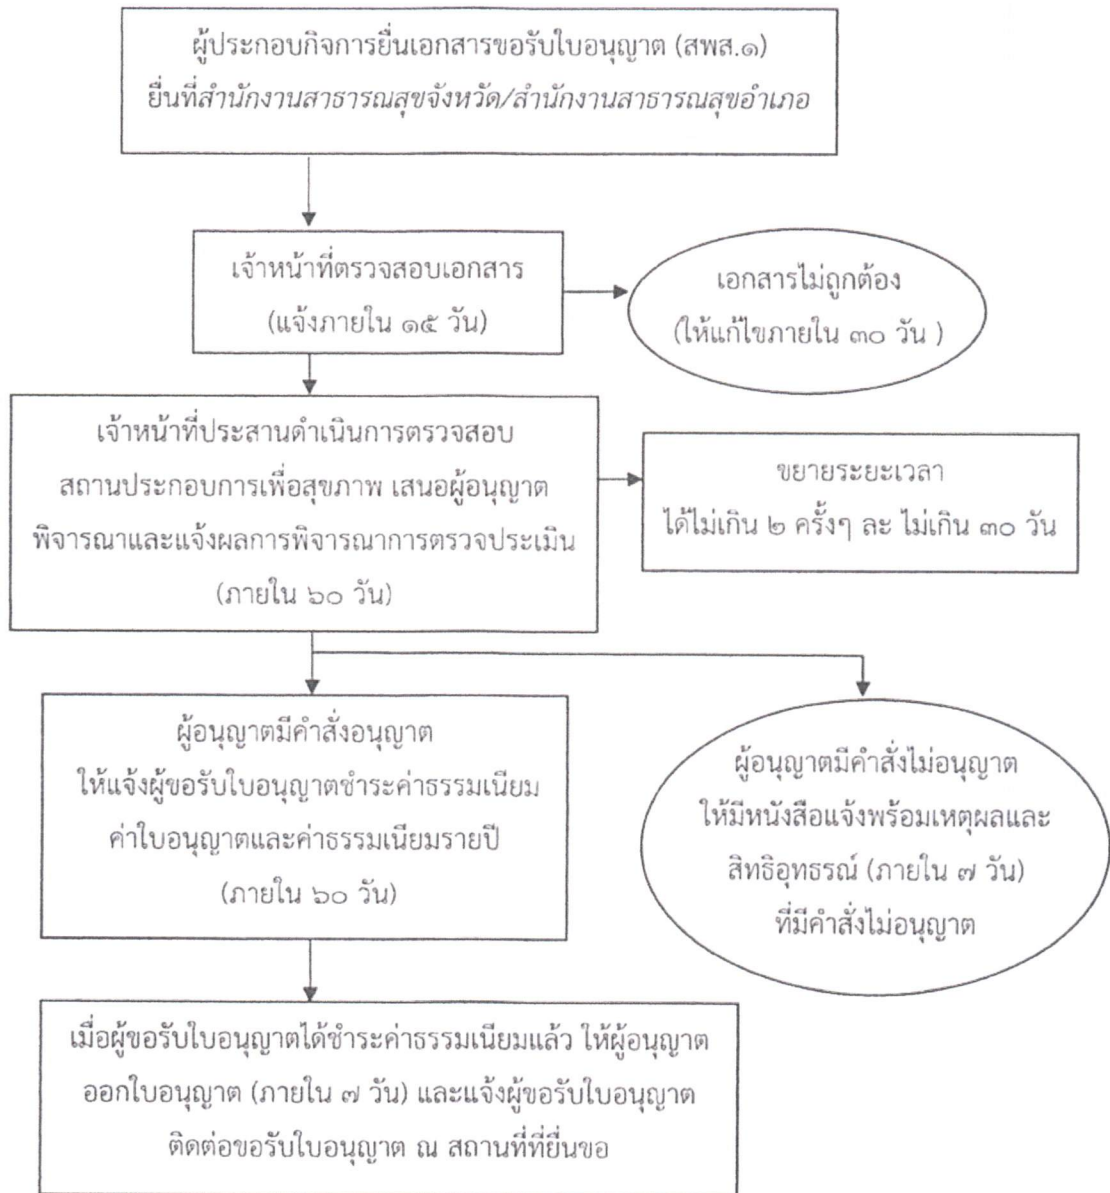 ผู้ประกอบกิจการยื่นเอกสารขอรับใบอนุญาต (สพส.๑)
ยื่นที่สำนักงานสาธารณสุขจังหวัด/สำนักงานสาธารณสุขอำเภอ
เจ้าหน้าที่ตรวจสอบเอกสาร
(แจ้งภายใน ๑๕ วัน)
เอกสารไม่ถูกต้อง
(ให้แก้ไขภายใน ๓๐ วัน )
เจ้าหน้าที่ประสานดำเนินการตรวจสอบ
สถานประกอบการเพื่อสุขภาพ เสนอผู้อนุญาต
พิจารณาและแจ้งผลการพิจารณาการตรวจประเมิน
(ภายใน ๖๐ วัน)
ขยายระยะเวลา
ได้ไม่เกิน ๒ ครั้งๆ ละ ไม่เกิน ๓๐ วัน
ผู้อนุญาตมีคำสั่งอนุญาต
ให้แจ้งผู้ขอรับใบอนุญาตชำระค่าธรรมเนียม
ค่าใบอนุญาตและค่าธรรมเนียมรายปี
(ภายใน ๖๐ วัน)
ผู้อนุญาตมีคำสั่งไม่อนุญาต
ให้มีหนังสือแจ้งพร้อมเหตุผลและ
สิทธิอุทธรณ์ (ภายใน ๗ วัน)
ที่มีคำสั่งไม่อนุญาต
เมื่อผู้ขอรับใบอนุญาตได้ชำระค่าธรรมเนียมแล้ว ให้ผู้อนุญาต
ออกใบอนุญาต (ภายใน ๗ วัน) และแจ้งผู้ขอรับใบอนุญาต
ติดต่อขอรับใบอนุญาต ณ สถานที่ที่ยื่นขอ